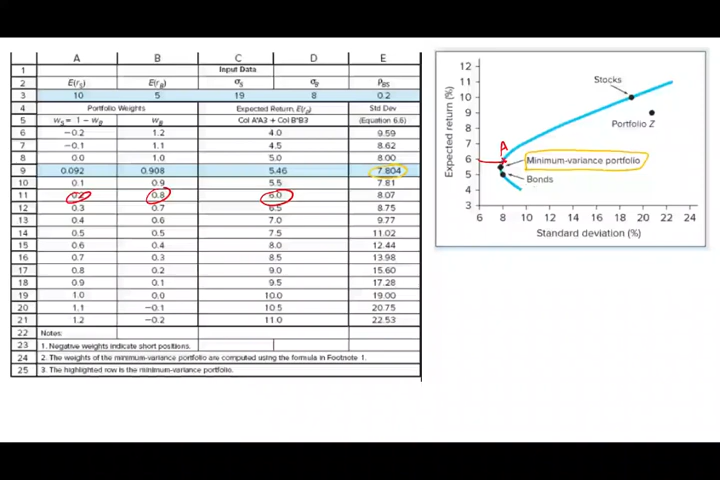 A B C D E
1 Input Data
2 E(rS) E(rB) σS σB ρBS
3 10 5 19 8 0.2
4 Portfolio Weights Expected Return, E(rp) Std Dev
5 wS = 1 − wB wB Col A*A3 + Col B*B3 (Equation 6.6)
6 −0.2 1.2 4.0 9.59
7 −0.1 1.1 4.5 8.62
8 0.0 1.0 5.0 8.00
9 0.092 0.908 5.46 7.804
10 0.1 0.9 5.5 7.81
11 0.2 0.8 6.0 8.07
12 0.3 0.7 6.5 8.75
13 0.4 0.6 7.0 9.77
14 0.5 0.5 7.5 11.02
15 0.6 0.4 8.0 12.44
16 0.7 0.3 8.5 13.98
17 0.8 0.2 9.0 15.60
18 0.9 0.1 9.5 17.28
19 1.0 0.0 10.0 19.00
20 1.1 −0.1 10.5 20.75
21 1.2 −0.2 11.0 22.53
22 Notes:
23 1. Negative weights indicate short positions.
24 2. The weights of the minimum-variance portfolio are computed using the formula in Footnote 1.
25 3. The highlighted row is the minimum-variance portfolio.
Expected return (%)
12
11
10
9
8
7
6
5
4
3
Stocks
Portfolio Z
A
Minimum-variance portfolio
Bonds
6 8 10 12 14 16 18 20 22 24
Standard deviation (%)